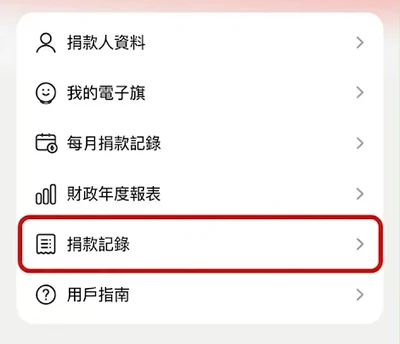 捐款人資料
我的電子旗
每月捐款記錄
財政年度報表
捐款記錄
用戶指南